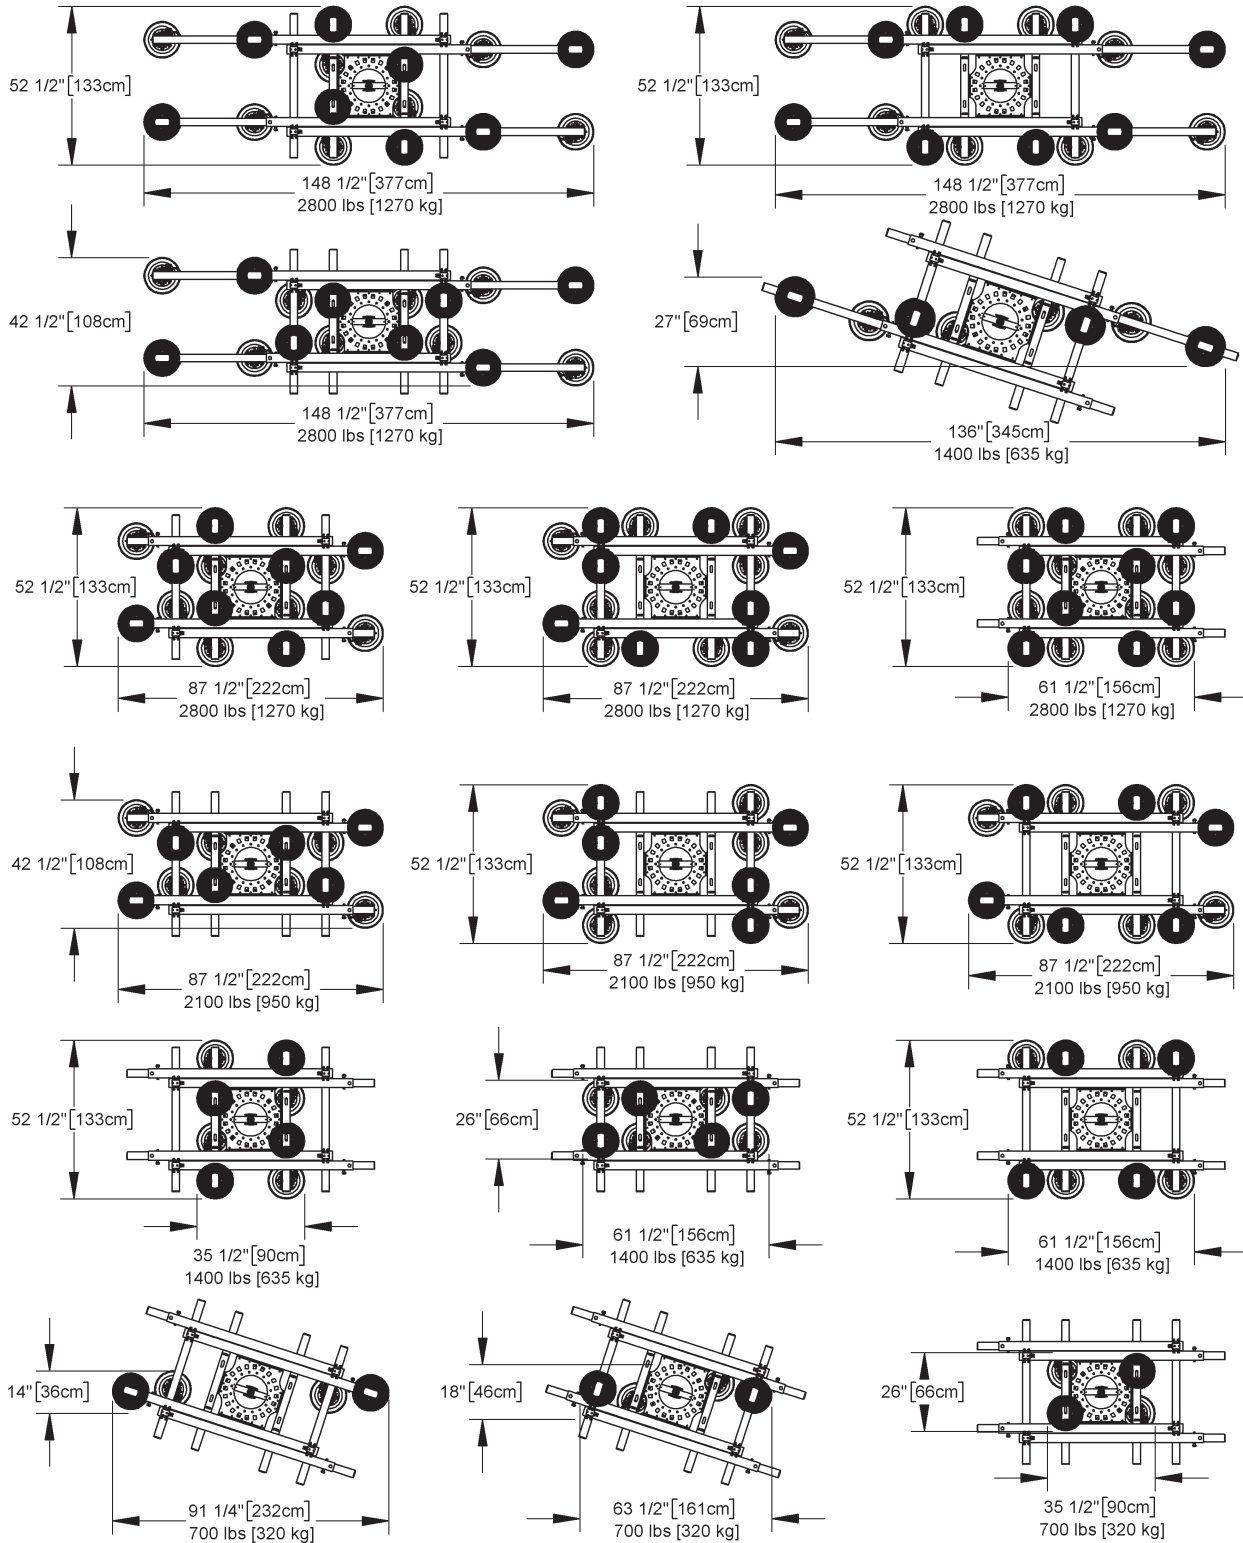 52 1/2"[133cm]
148 1/2"[377cm]
2800 lbs [1270 kg]
52 1/2"[133cm]
148 1/2"[377cm]
2800 lbs [1270 kg]
42 1/2"[108cm]
148 1/2"[377cm]
2800 lbs [1270 kg]
27"[69cm]
136"[345cm]
1400 lbs [635 kg]
52 1/2"[133cm]
87 1/2"[222cm]
2800 lbs [1270 kg]
52 1/2"[133cm]
87 1/2"[222cm]
2800 lbs [1270 kg]
52 1/2"[133cm]
61 1/2"[156cm]
2800 lbs [1270 kg]
42 1/2"[108cm]
87 1/2"[222cm]
2100 lbs [950 kg]
52 1/2"[133cm]
87 1/2"[222cm]
2100 lbs [950 kg]
52 1/2"[133cm]
87 1/2"[222cm]
2100 lbs [950 kg]
52 1/2"[133cm]
35 1/2"[90cm]
1400 lbs [635 kg]
26"[66cm]
61 1/2"[156cm]
1400 lbs [635 kg]
52 1/2"[133cm]
61 1/2"[156cm]
1400 lbs [635 kg]
14"[36cm]
91 1/4"[232cm]
700 lbs [320 kg]
18"[46cm]
63 1/2"[161cm]
700 lbs [320 kg]
26"[66cm]
35 1/2"[90cm]
700 lbs [320 kg]